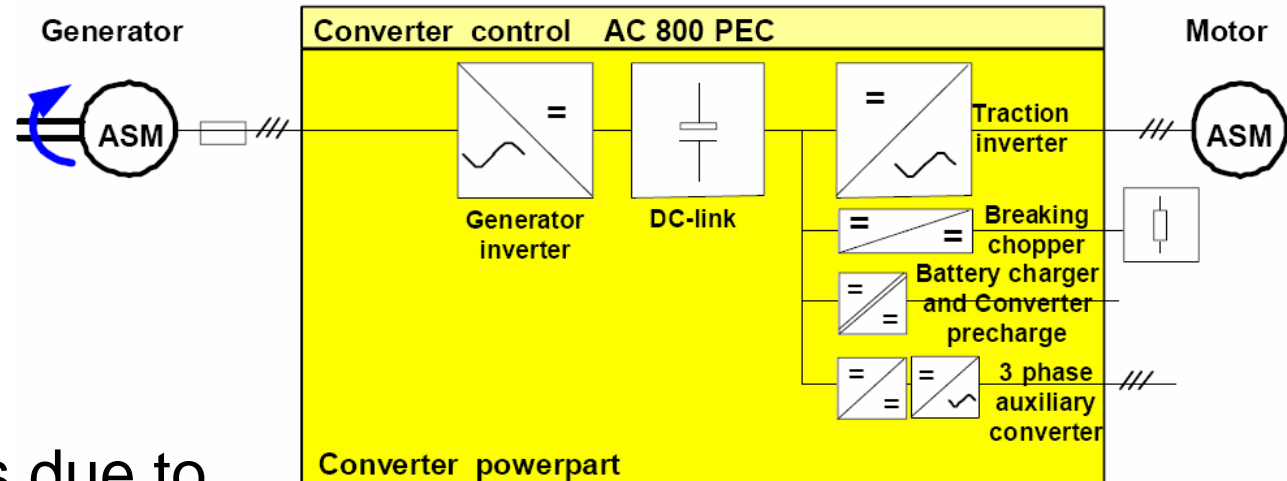 Generator
Converter control AC 800 PEC
Motor
ASM
=
=
Traction
inverter
ASM
Generator
inverter
DC-link
=
=
Breaking
chopper
=
=
Battery charger
and Converter
precharge
=
=
=
3 phase
auxiliary
converter
s due to
Converter powerpart